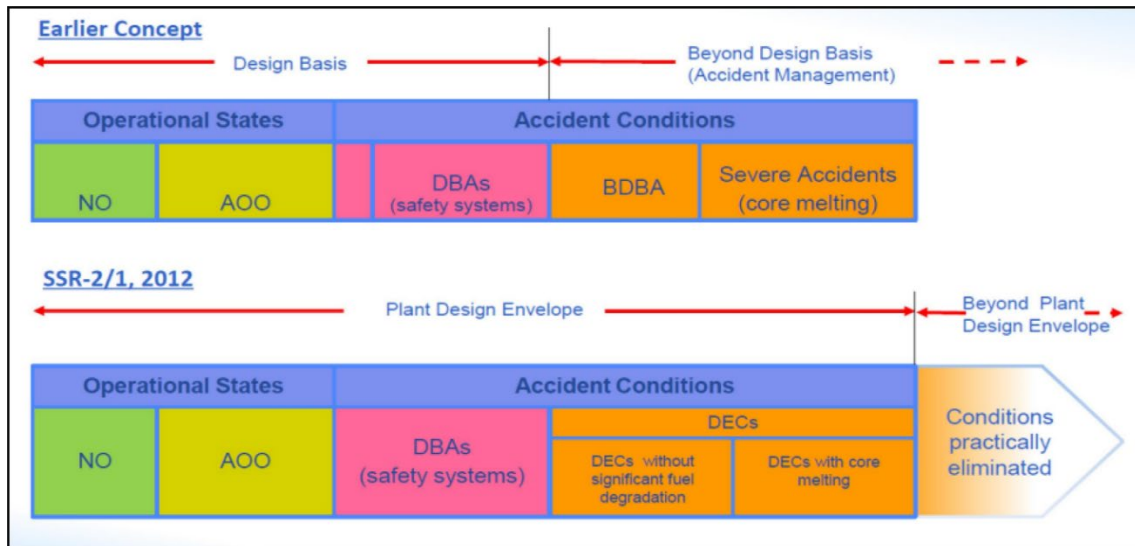 Earlier Concept
Design Basis
Beyond Design Basis
(Accident Management)
Operational States
Accident Conditions
NO
AOO
DBAs
(safety systems)
BDBA
Severe Accidents
(core melting)
SSR-2/1, 2012
Plant Design Envelope
Beyond Plant
Design Envelope
Operational States
Accident Conditions
NO
AOO
DBAs
(safety systems)
DECs
DECs without
significant fuel
degradation
DECs with core
melting
Conditions
practically
eliminated